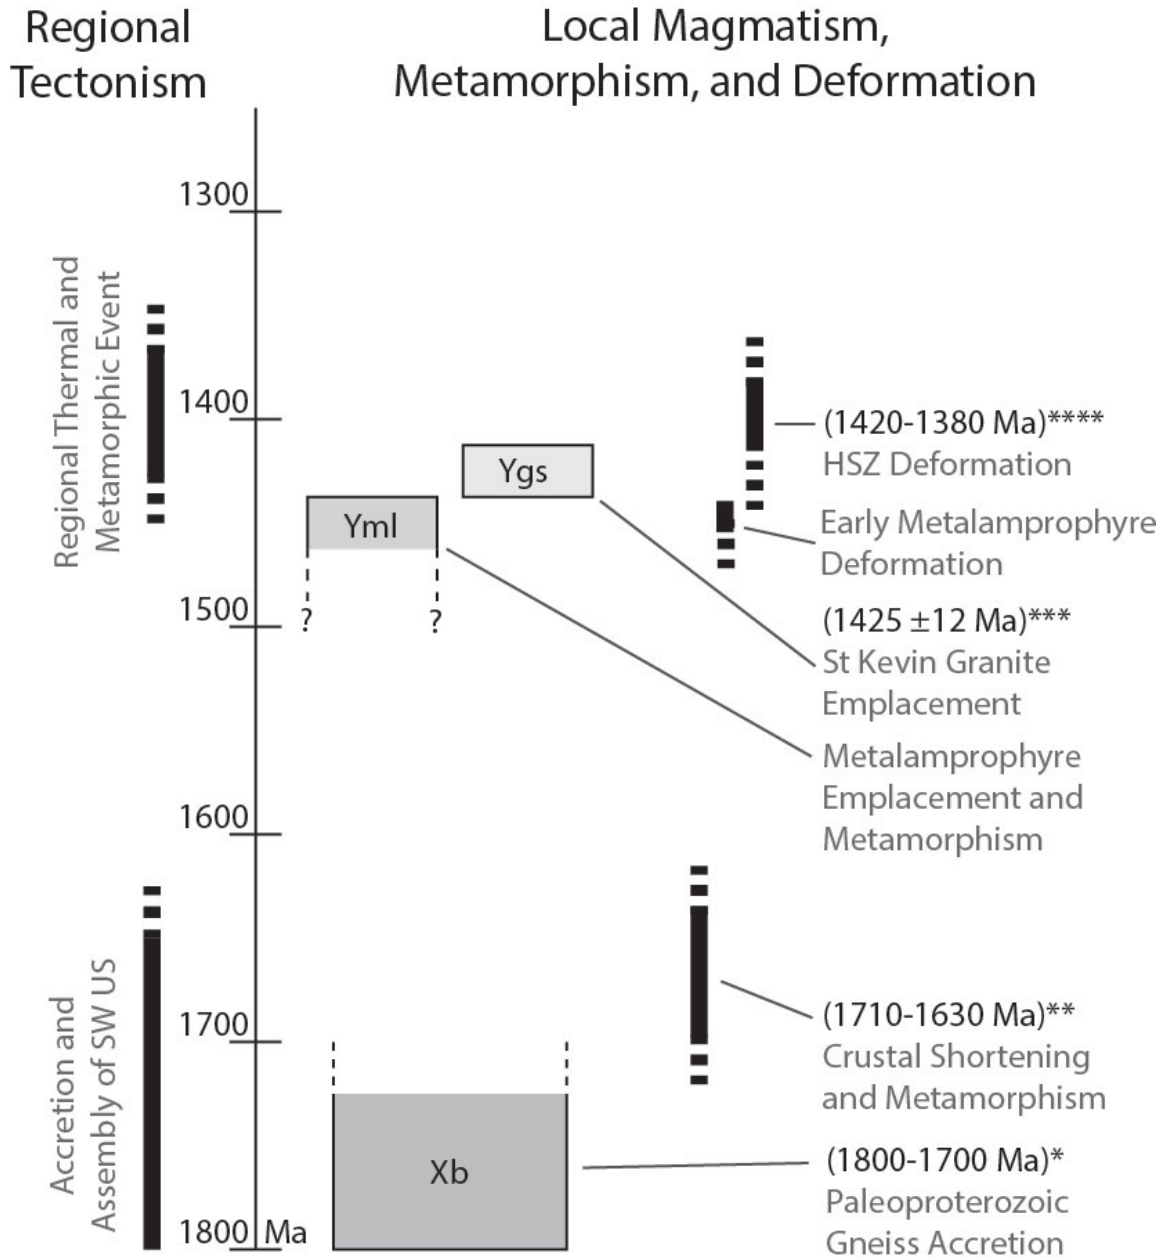 Regional
Tectonism
Local Magmatism,
Metamorphism, and Deformation
1300
1400
1500
1600
1700
1800 Ma
Regional Thermal and
Metamorphic Event
Accretion and
Assembly of SW US
Ygs
Yml
? ?
Xb
(1420-1380 Ma)****
HSZ Deformation
Early Metalamprophyre
Deformation
(1425 ±12 Ma)***
St Kevin Granite
Emplacement
Metalamprophyre
Emplacement and
Metamorphism
(1710-1630 Ma)**
Crustal Shortening
and Metamorphism
(1800-1700 Ma)*
Paleoproterozoic
Gneiss Accretion